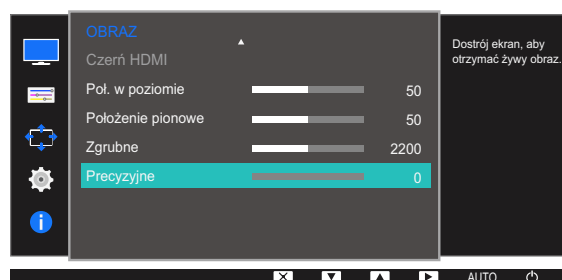 OBRAZ
Czerń HDMI
Poł. w poziomie 50
Położenie pionowe 50
Zgrubne 2200
Precyzyjne 0
Dostrój ekran, aby
otrzymać żywy obraz.
AUTO